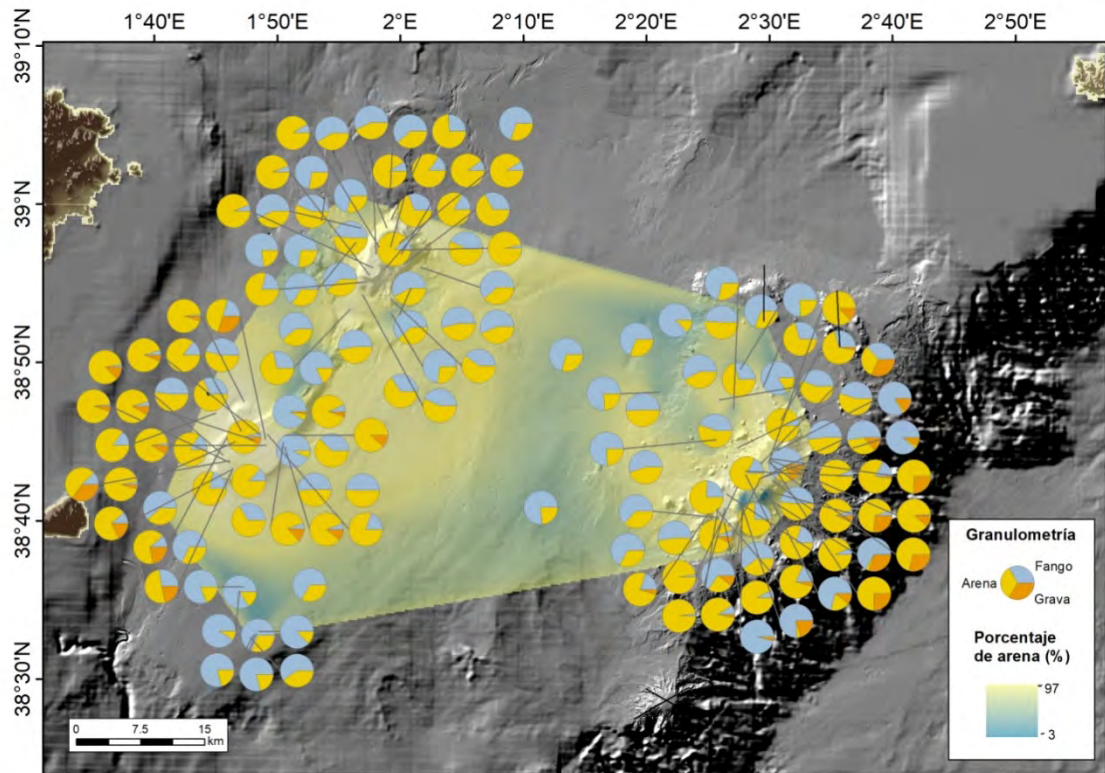 1°40'E
1°50'E
2°E
2°10'E
2°20'E
2°30'E
2°40'E
2°50'E
39°10'N
39°N
38°50'N
38°40'N
38°30'N
Granulometría
Fango
Arena
Grava
Porcentaje
de arena (%)
97
3
0 7.5 15
km